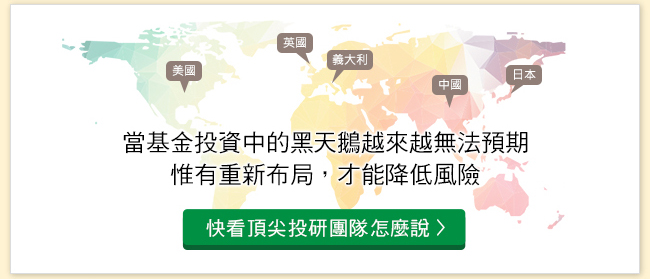 英國
義大利
美國
日本
中國
當基金投資中的黑天鵝越來越無法預期
惟有重新布局，才能降低風險
快看頂尖投研團隊怎麼說 >